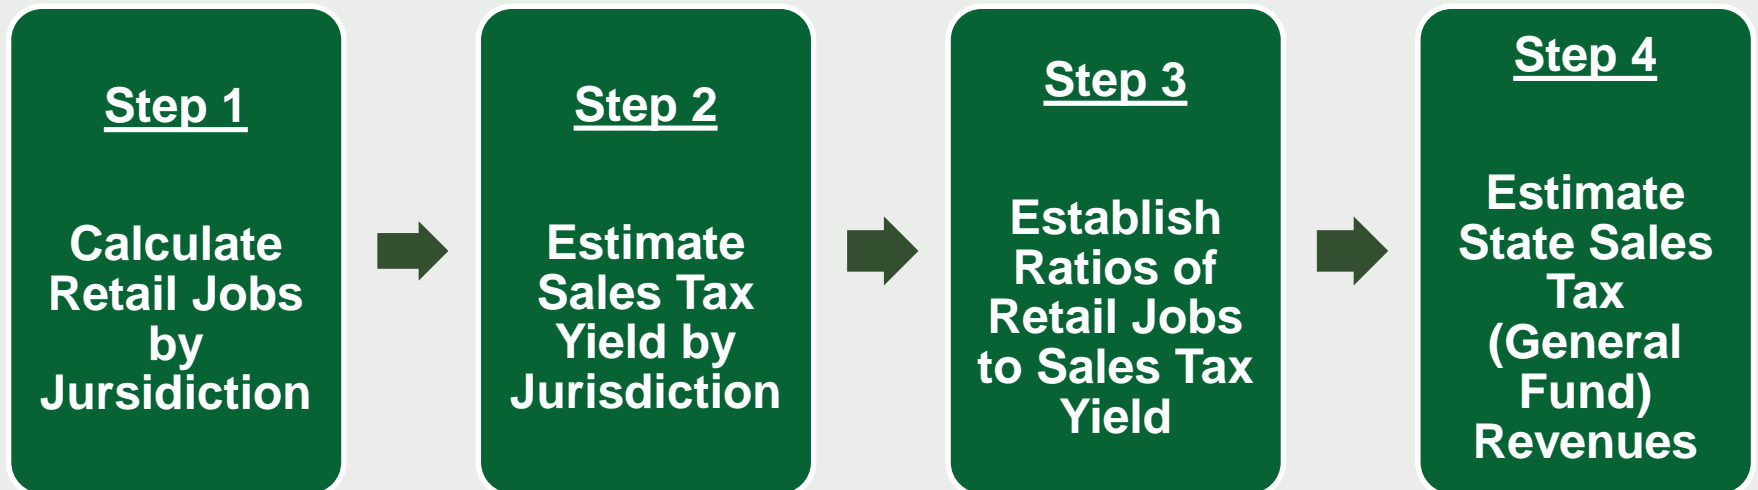 Step 1
Calculate
Retail Jobs
by
Jursidiction
Step 2
Estimate
Sales Tax
Yield by
Jurisdiction
Step 3
Establish
Ratios of
Retail Jobs
to Sales Tax
Yield
Step 4
Estimate
State Sales
Tax
(General
Fund)
Revenues